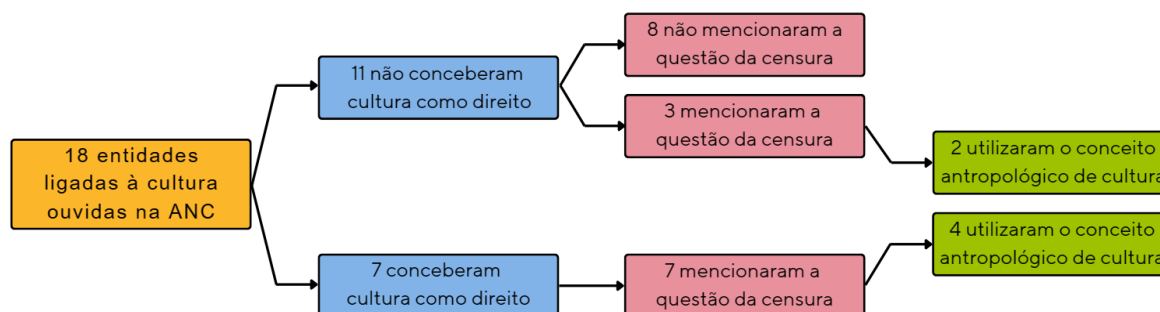 18 entidades
ligadas à cultura
ouvidas na ANC
11 não conceberam
cultura como direito
8 não mencionaram a
questão da censura
3 mencionaram a
questão da censura
2 utilizaram o conceito
antropológico de cultura
7 conceberam
cultura como direito
7 mencionaram a
questão da censura
4 utilizaram o conceito
antropológico de cultura